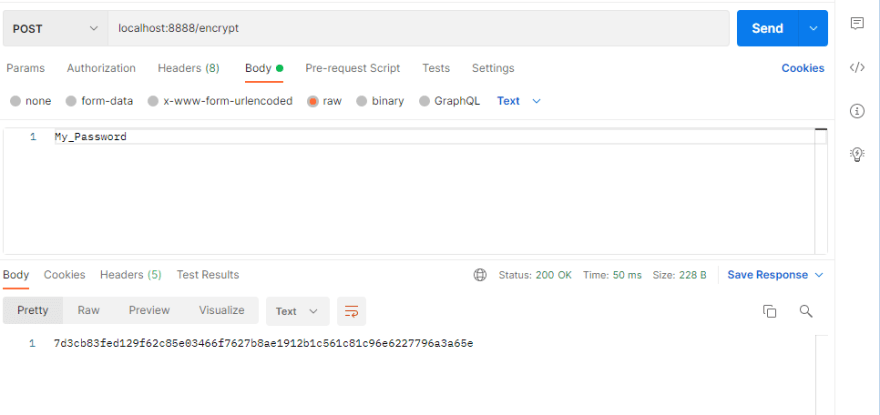 POST localhost:8888/encrypt Send
Params Authorization Headers (8) Body Pre-request Script Tests Settings Cookies
none form-data x-www-form-urlencoded raw binary GraphQL Text
1 My_Password
Body Cookies Headers (5) Test Results Status: 200 OK Time: 50 ms Size: 228 B Save Response
Pretty Raw Preview Visualize Text
1 7d3cb83fed129f62c85e03466f7627b8ae1912b1c561c81c96e6227796a3a65e